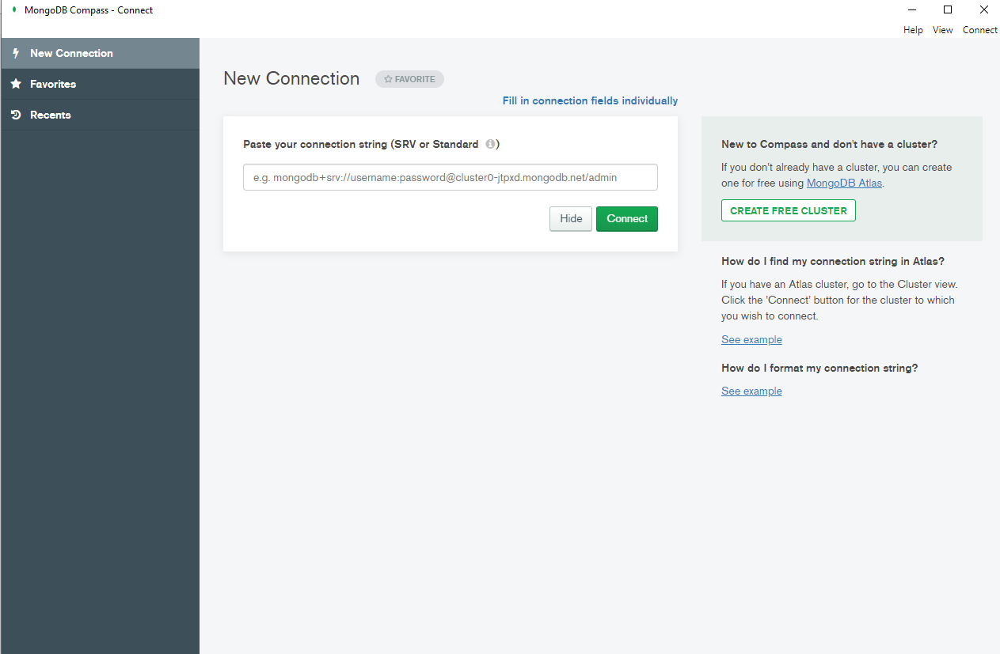 MongoDB Compass - Connect
Help View Connect
New Connection
Favorites
Recents
New Connection
FAVORITE
Fill in connection fields individually
Paste your connection string (SRV or Standard )
e.g. mongodb+srv://username:password@cluster0-jtpxd.mongodb.net/admin
Hide Connect
New to Compass and don't have a cluster?
If you don't already have a cluster, you can create
one for free using MongoDB Atlas.
CREATE FREE CLUSTER
How do I find my connection string in Atlas?
If you have an Atlas cluster, go to the Cluster view.
Click the 'Connect' button for the cluster to which
you wish to connect.
See example
How do I format my connection string?
See example